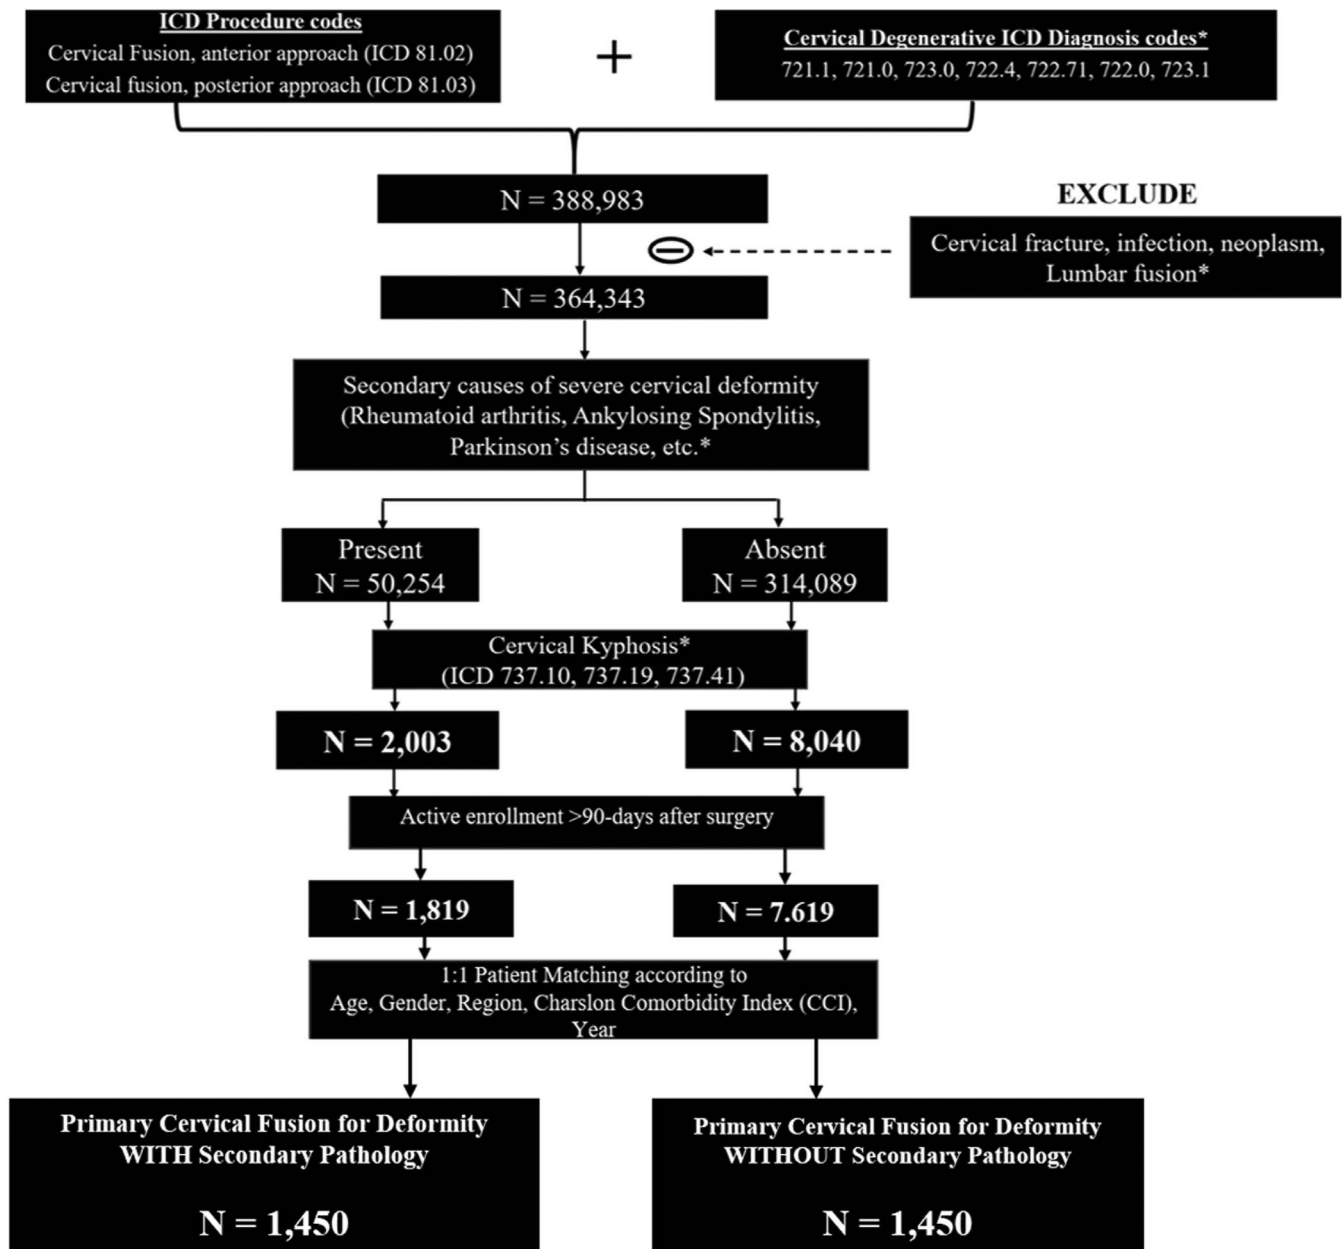 ICD Procedure codes
Cervical Fusion, anterior approach (ICD 81.02)
Cervical fusion, posterior approach (ICD 81.03)
+
Cervical Degenerative ICD Diagnosis codes*
721.1, 721.0, 723.0, 722.4, 722.71, 722.0, 723.1
N = 388,983
EXCLUDE
Cervical fracture, infection, neoplasm,
Lumbar fusion*
N = 364,343
Secondary causes of severe cervical deformity
(Rheumatoid arthritis, Ankylosing Spondylitis,
Parkinson’s disease, etc.*
Present
N = 50,254
Absent
N = 314,089
Cervical Kyphosis*
(ICD 737.10, 737.19, 737.41)
N = 2,003
N = 8,040
Active enrollment >90-days after surgery
N = 1,819
N = 7.619
1:1 Patient Matching according to
Age, Gender, Region, Charslon Comorbidity Index (CCI),
Year
Primary Cervical Fusion for Deformity
WITH Secondary Pathology
N = 1,450
Primary Cervical Fusion for Deformity
WITHOUT Secondary Pathology
N = 1,450